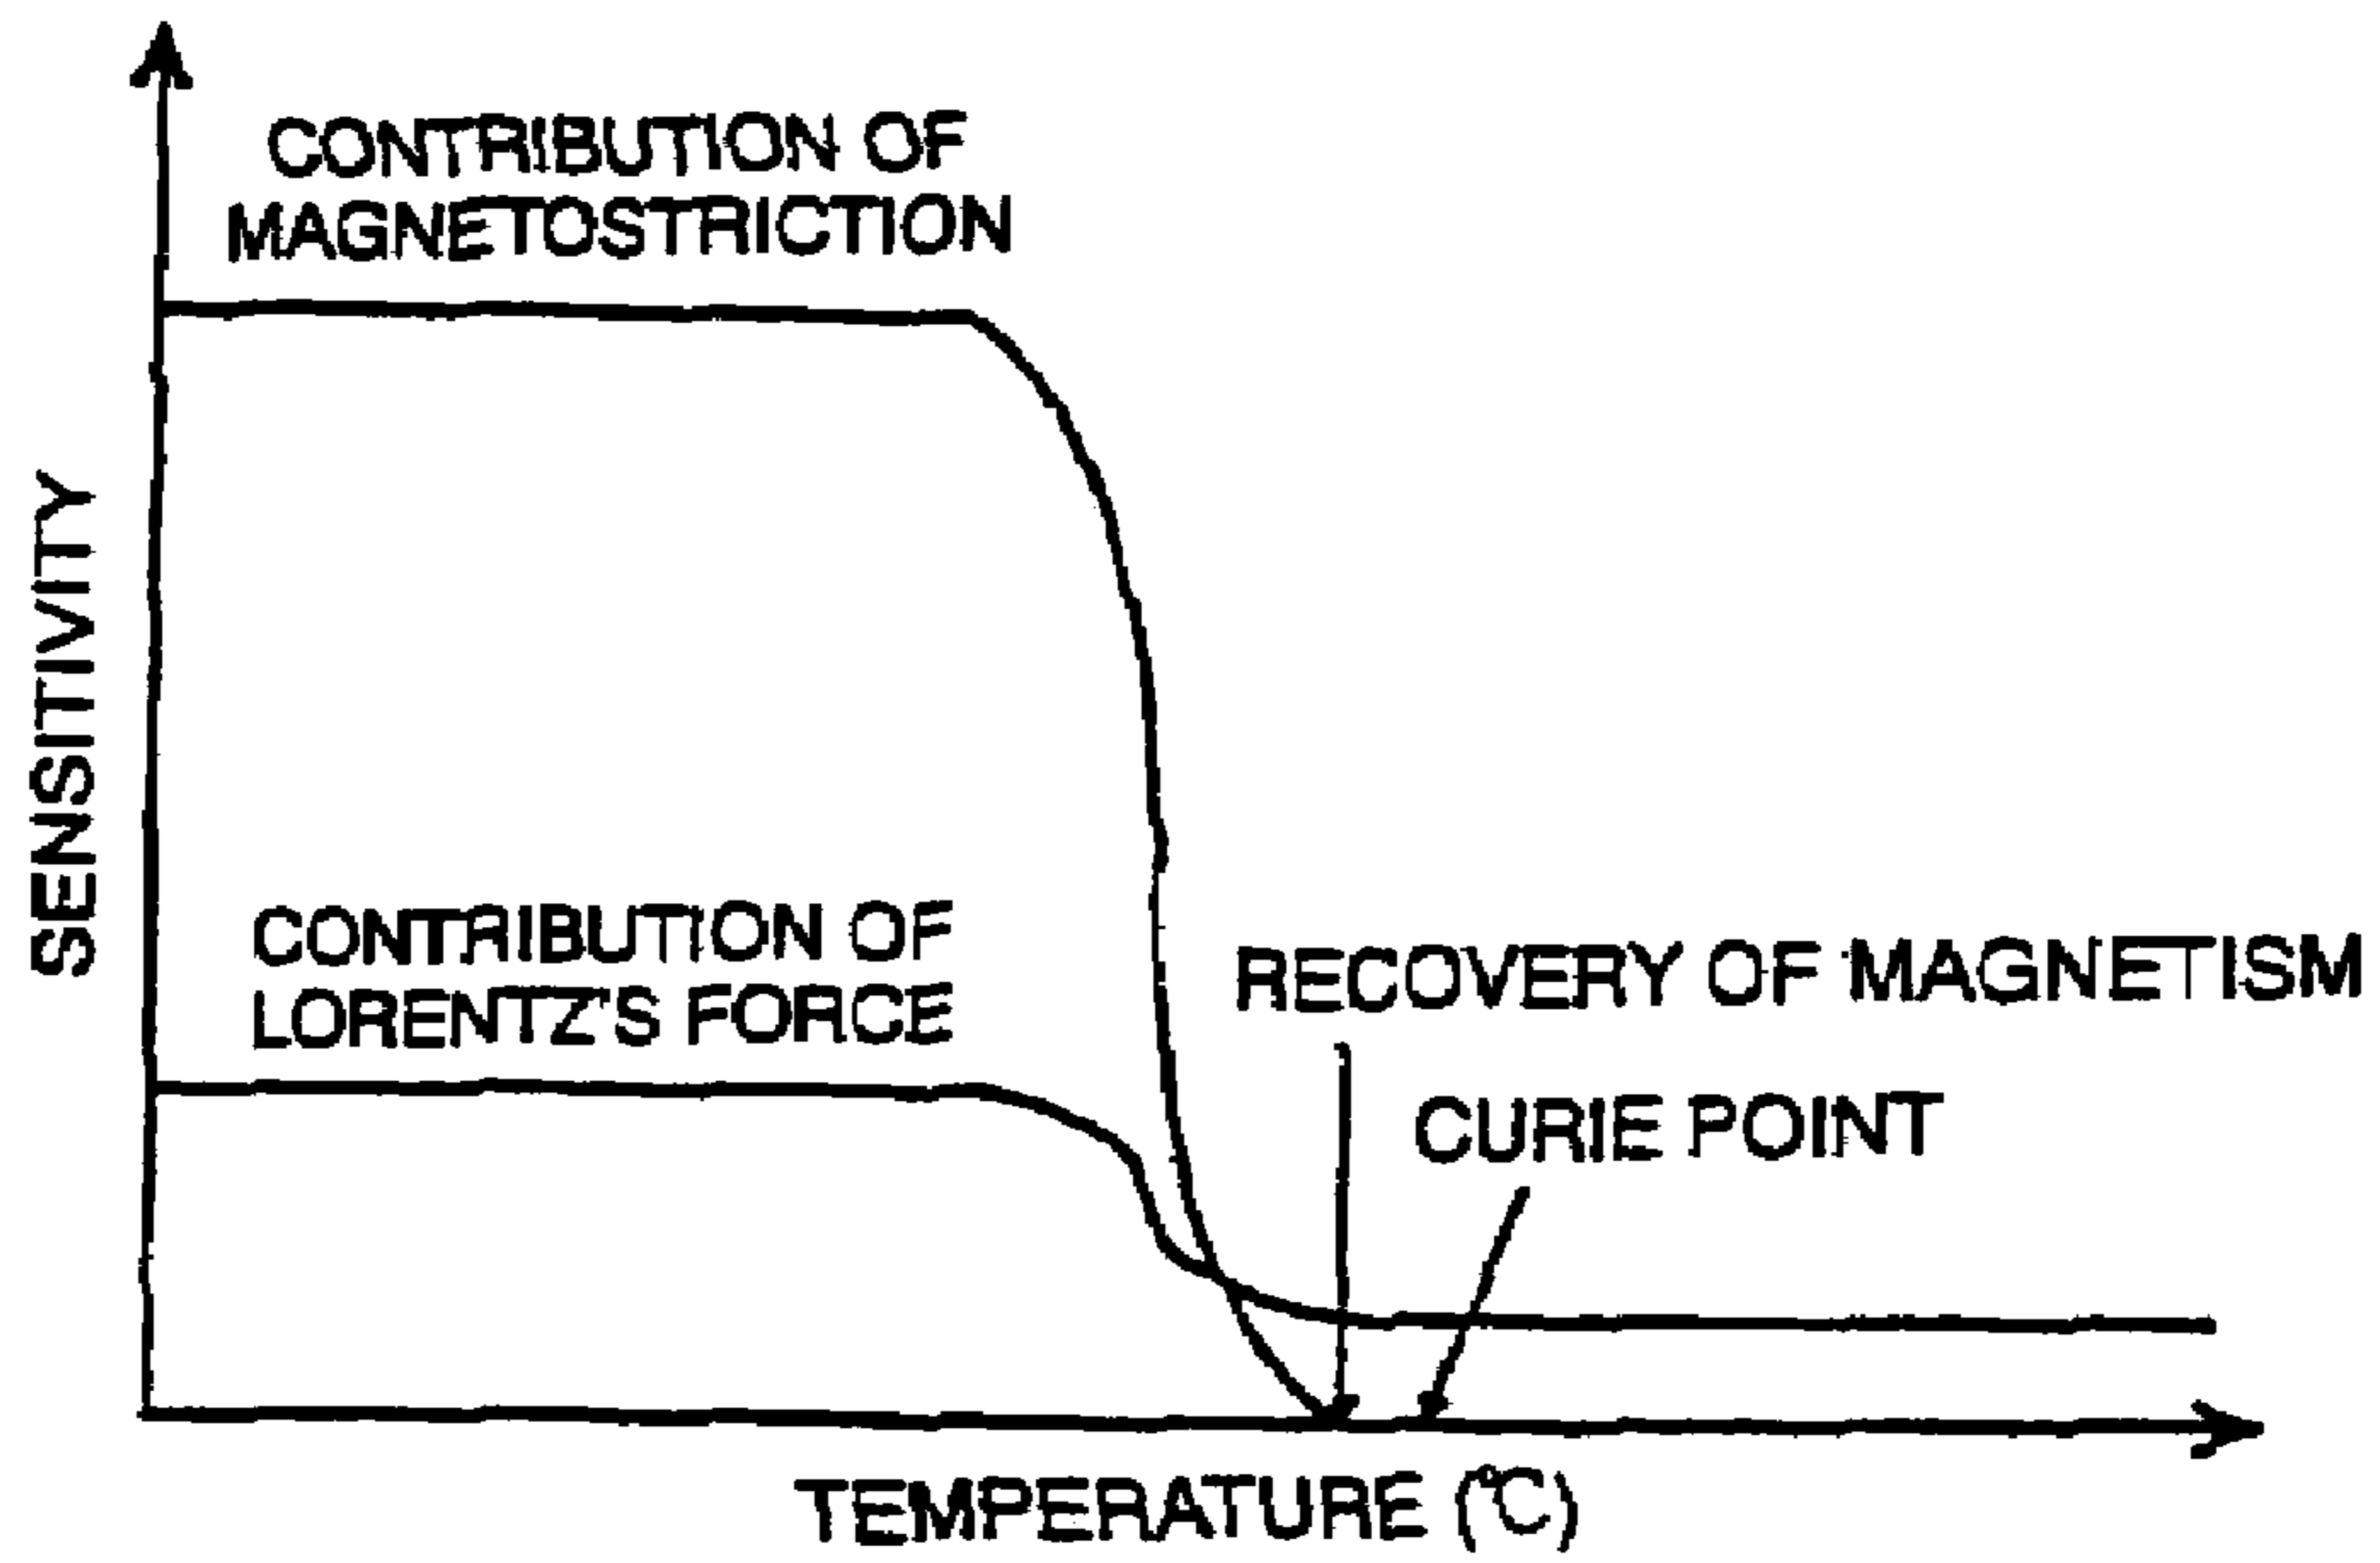 CONTRIBUTION OF
MAGNETOSTRICTION
SENSITIVITY
CONTRIBUTION OF
LORENTZ'S FORCE
RECOVERY OF MAGNETISM
CURIE POINT
TEMPERATURE (°C)